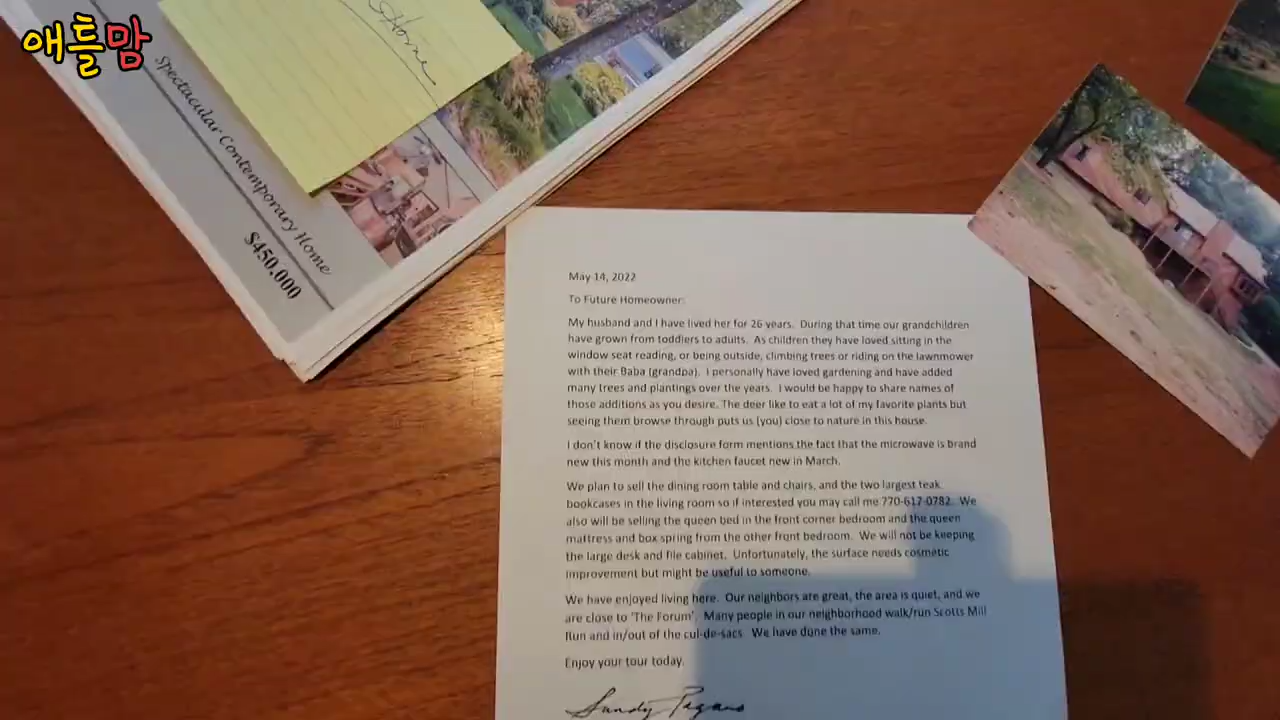 애틀맘
Home
Spectacular Contemporary Home
$450,000
May 14, 2022
To Future Homeowner:
My husband and I have lived her for 26 years. During that time our grandchildren
have grown from toddlers to adults. As children they have loved sitting in the
window seat reading, or being outside, climbing trees or riding on the lawnmower
with their Baba (grandpa). I personally have loved gardening and have added
many trees and plantings over the years. I would be happy to share names of
those additions as you desire. The deer like to eat a lot of my favorite plants but
seeing them browse through puts us (you) close to nature in this house.
I don't know if the disclosure form mentions the fact that the microwave is brand
new this month and the kitchen faucet new in March.
We plan to sell the dining room table and chairs, and the two largest teak
bookcases in the living room so if interested you may call me 770-617-0782. We
also will be selling the queen bed in the front corner bedroom and the queen
mattress and box spring from the other front bedroom. We will not be keeping
the large desk and file cabinet. Unfortunately, the surface needs cosmetic
improvement but might be useful to someone.
We have enjoyed living here. Our neighbors are great, the area is quiet, and we
are close to 'The Forum'. Many people in our neighborhood walk/run Scotts Mill
Run and in/out of the cul-de-sacs. We have done the same.
Enjoy your tour today.
Sandy